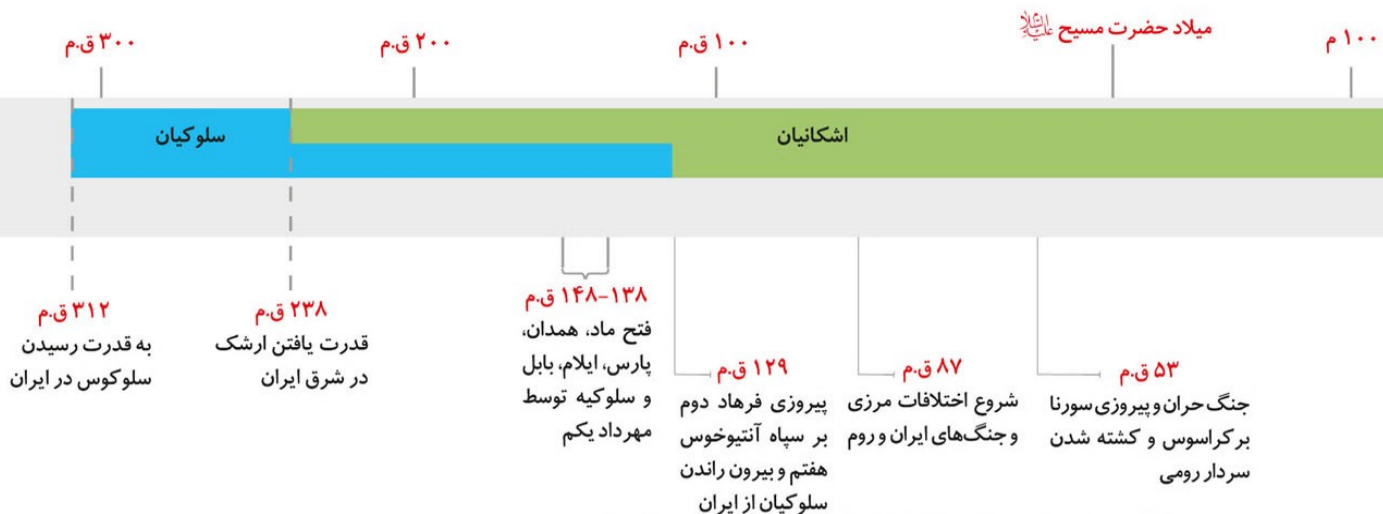 ۳۰۰ ق.م
۲۰۰ ق.م
۱۰۰ ق.م
میلاد حضرت مسیح علیه‌السلام
۱۰۰ م
سلوکیان
اشکانیان
۳۱۲ ق.م
به قدرت رسیدن
سلوکوس در ایران
۲۳۸ ق.م
قدرت یافتن ارشک
در شرق ایران
۱۳۸-۱۴۸ ق.م
فتح ماد، همدان،
پارس، ایلام، بابل
و سلوکیه توسط
مهرداد یکم
۱۲۹ ق.م
پیروزی فرهاد دوم
بر سپاه آنتیوخوس
هفتم و بیرون راندن
سلوکیان از ایران
۸۷ ق.م
شروع اختلافات مرزی
و جنگ‌های ایران و روم
۵۳ ق.م
جنگ حران و پیروزی سورنا
بر کراسوس و کشته شدن
سردار رومی